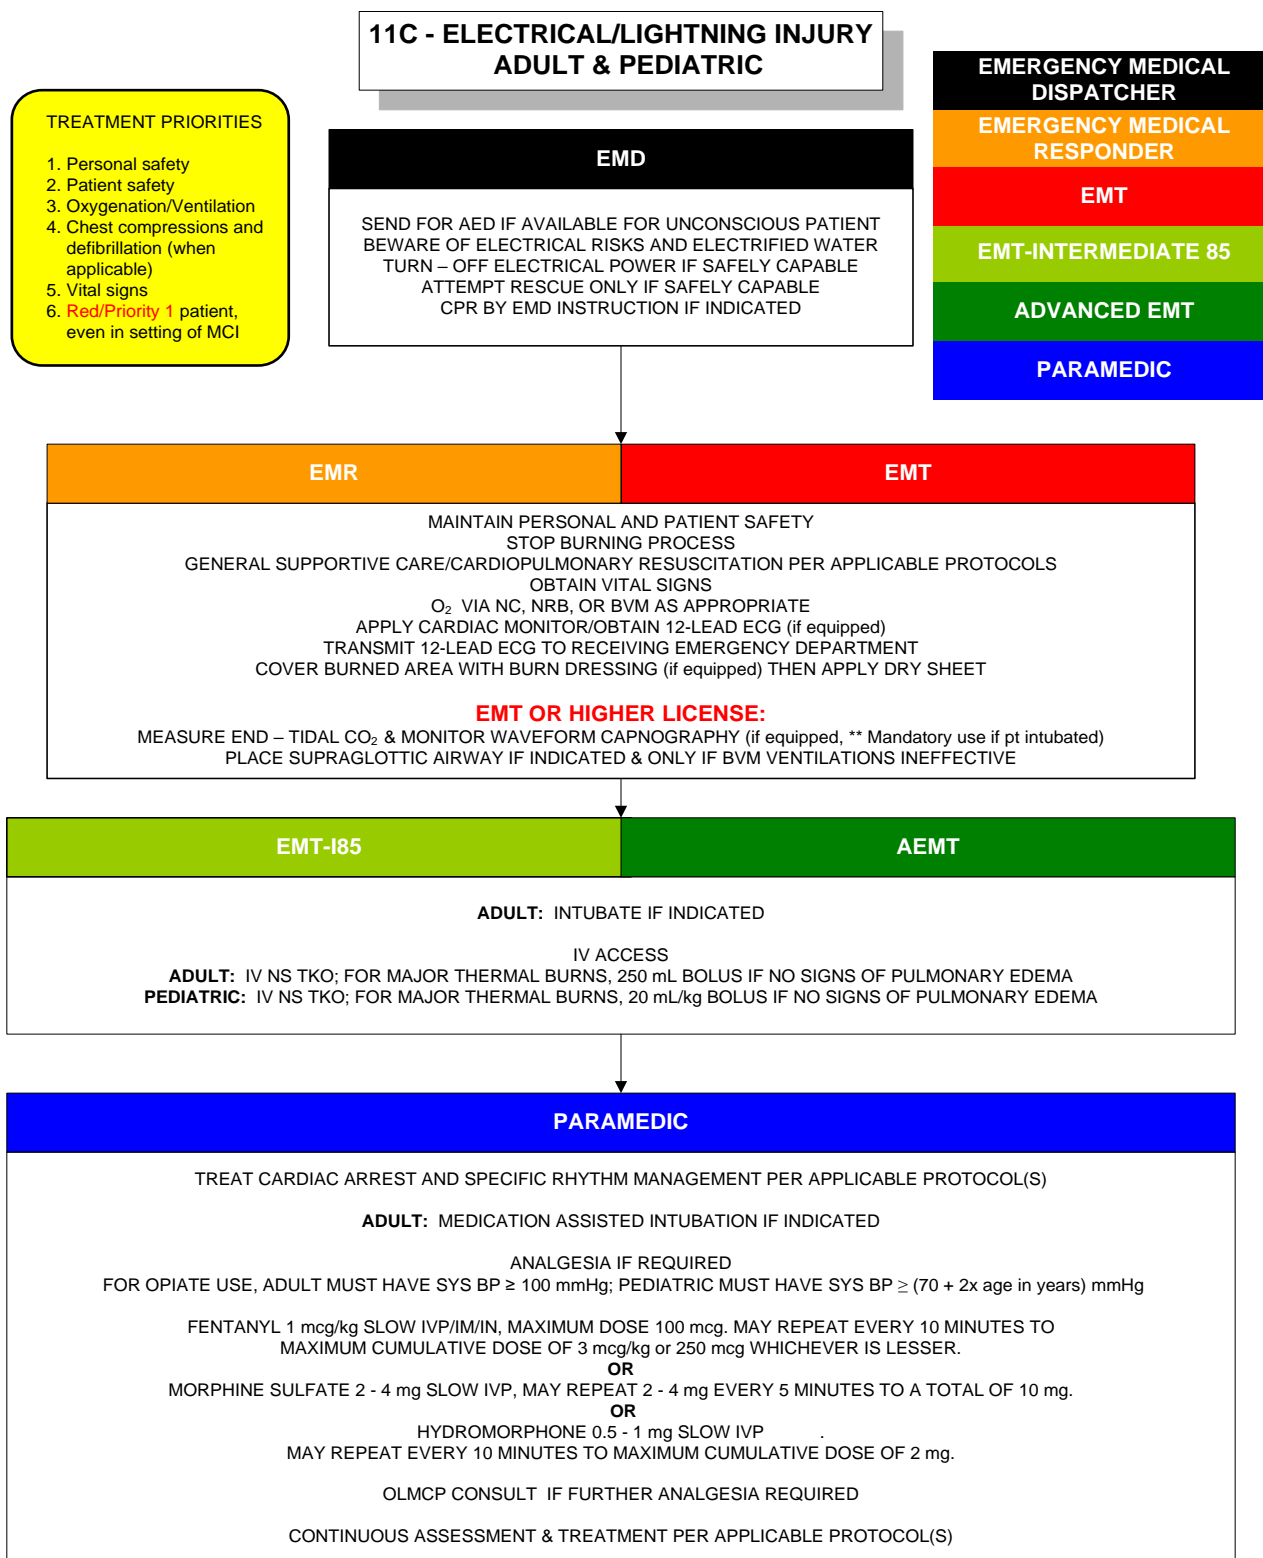 11C - ELECTRICAL/LIGHTNING INJURY
ADULT & PEDIATRIC
TREATMENT PRIORITIES
1. Personal safety
2. Patient safety
3. Oxygenation/Ventilation
4. Chest compressions and
defibrillation (when
applicable)
5. Vital signs
6. Red/Priority 1 patient,
even in setting of MCI
EMERGENCY MEDICAL
DISPATCHER
EMERGENCY MEDICAL
RESPONDER
EMT
EMT-INTERMEDIATE 85
ADVANCED EMT
PARAMEDIC
EMD
SEND FOR AED IF AVAILABLE FOR UNCONSCIOUS PATIENT
BEWARE OF ELECTRICAL RISKS AND ELECTRIFIED WATER
TURN – OFF ELECTRICAL POWER IF SAFELY CAPABLE
ATTEMPT RESCUE ONLY IF SAFELY CAPABLE
CPR BY EMD INSTRUCTION IF INDICATED
EMR
EMT
MAINTAIN PERSONAL AND PATIENT SAFETY
STOP BURNING PROCESS
GENERAL SUPPORTIVE CARE/CARDIOPULMONARY RESUSCITATION PER APPLICABLE PROTOCOLS
OBTAIN VITAL SIGNS
O₂ VIA NC, NRB, OR BVM AS APPROPRIATE
APPLY CARDIAC MONITOR/OBTAIN 12-LEAD ECG (if equipped)
TRANSMIT 12-LEAD ECG TO RECEIVING EMERGENCY DEPARTMENT
COVER BURNED AREA WITH BURN DRESSING (if equipped) THEN APPLY DRY SHEET
EMT OR HIGHER LICENSE:
MEASURE END – TIDAL CO₂ & MONITOR WAVEFORM CAPNOGRAPHY (if equipped, ** Mandatory use if pt intubated)
PLACE SUPRAGLOTTIC AIRWAY IF INDICATED & ONLY IF BVM VENTILATIONS INEFFECTIVE
EMT-I85
AEMT
ADULT: INTUBATE IF INDICATED
IV ACCESS
ADULT: IV NS TKO; FOR MAJOR THERMAL BURNS, 250 mL BOLUS IF NO SIGNS OF PULMONARY EDEMA
PEDIATRIC: IV NS TKO; FOR MAJOR THERMAL BURNS, 20 mL/kg BOLUS IF NO SIGNS OF PULMONARY EDEMA
PARAMEDIC
TREAT CARDIAC ARREST AND SPECIFIC RHYTHM MANAGEMENT PER APPLICABLE PROTOCOL(S)
ADULT: MEDICATION ASSISTED INTUBATION IF INDICATED
ANALGESIA IF REQUIRED
FOR OPIATE USE, ADULT MUST HAVE SYS BP ≥ 100 mmHg; PEDIATRIC MUST HAVE SYS BP ≥ (70 + 2x age in years) mmHg
FENTANYL 1 mcg/kg SLOW IVP/IM/IN, MAXIMUM DOSE 100 mcg. MAY REPEAT EVERY 10 MINUTES TO
MAXIMUM CUMULATIVE DOSE OF 3 mcg/kg or 250 mcg WHICHEVER IS LESSER.
OR
MORPHINE SULFATE 2 - 4 mg SLOW IVP, MAY REPEAT 2 - 4 mg EVERY 5 MINUTES TO A TOTAL OF 10 mg.
OR
HYDROMORPHONE 0.5 - 1 mg SLOW IVP .
MAY REPEAT EVERY 10 MINUTES TO MAXIMUM CUMULATIVE DOSE OF 2 mg.
OLMCP CONSULT IF FURTHER ANALGESIA REQUIRED
CONTINUOUS ASSESSMENT & TREATMENT PER APPLICABLE PROTOCOL(S)